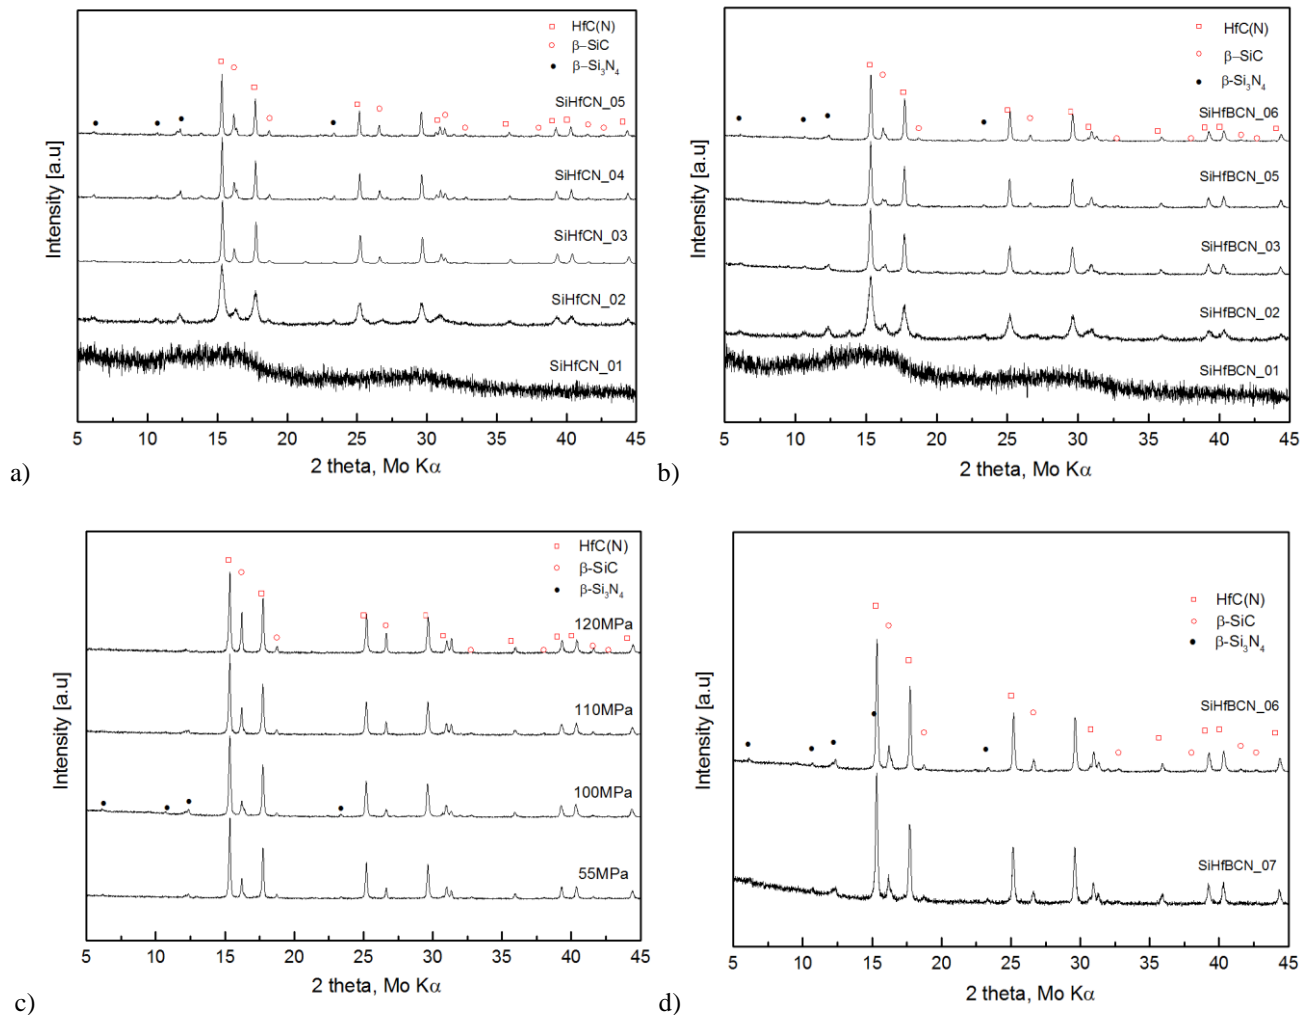 HfC(N)
β–SiC
β–Si₃N₄
SiHfCN_05
SiHfCN_04
SiHfCN_03
SiHfCN_02
SiHfCN_01
Intensity [a.u]
5 10 15 20 25 30 35 40 45
2 theta, Mo Kα
a)
HfC(N)
β–SiC
β-Si₃N₄
SiHfBCN_06
SiHfBCN_05
SiHfBCN_03
SiHfBCN_02
SiHfBCN_01
Intensity [a.u]
5 10 15 20 25 30 35 40 45
2 theta, Mo Kα
b)
HfC(N)
β-SiC
β-Si₃N₄
120MPa
110MPa
100MPa
55MPa
Intensity [a.u]
5 10 15 20 25 30 35 40 45
2 theta, Mo Kα
c)
HfC(N)
β-SiC
β-Si₃N₄
SiHfBCN_06
SiHfBCN_07
Intensity [a.u]
5 10 15 20 25 30 35 40 45
2 theta, Mo Kα
d)